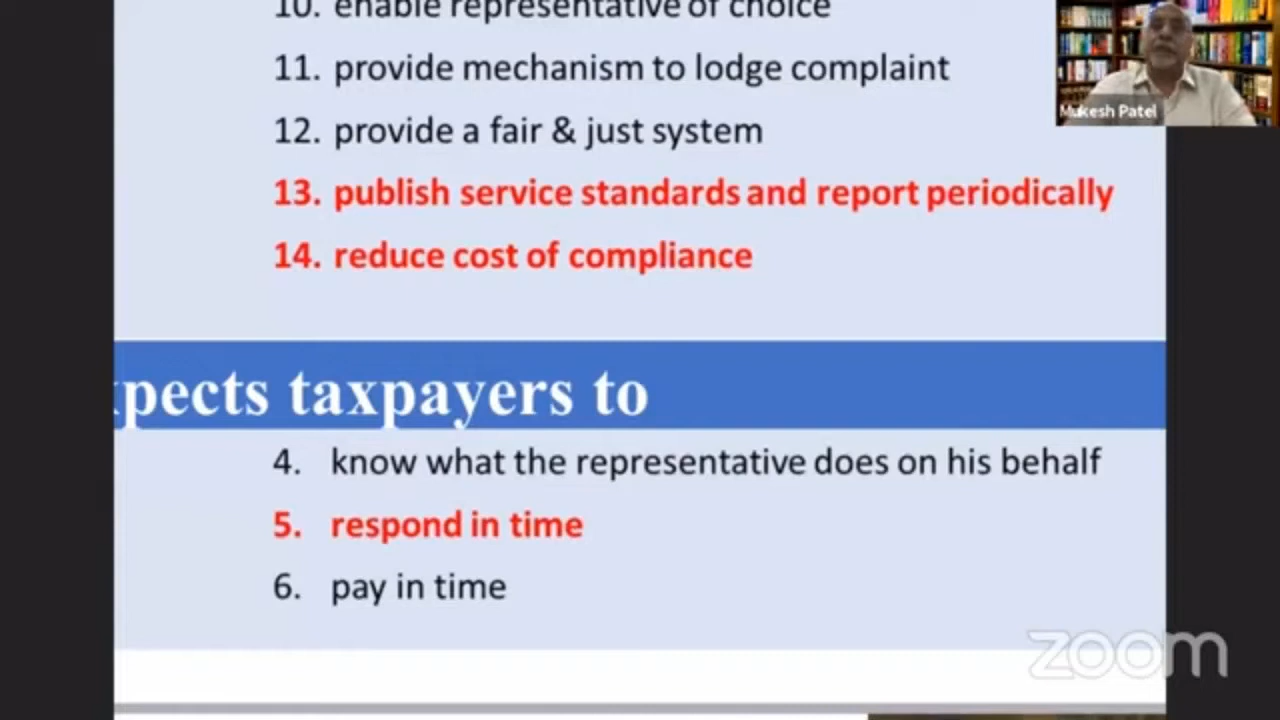 10. enable representative of choice
11. provide mechanism to lodge complaint
12. provide a fair & just system
13. publish service standards and report periodically
14. reduce cost of compliance
xpects taxpayers to
4. know what the representative does on his behalf
5. respond in time
6. pay in time
Mukesh Patel
zoom